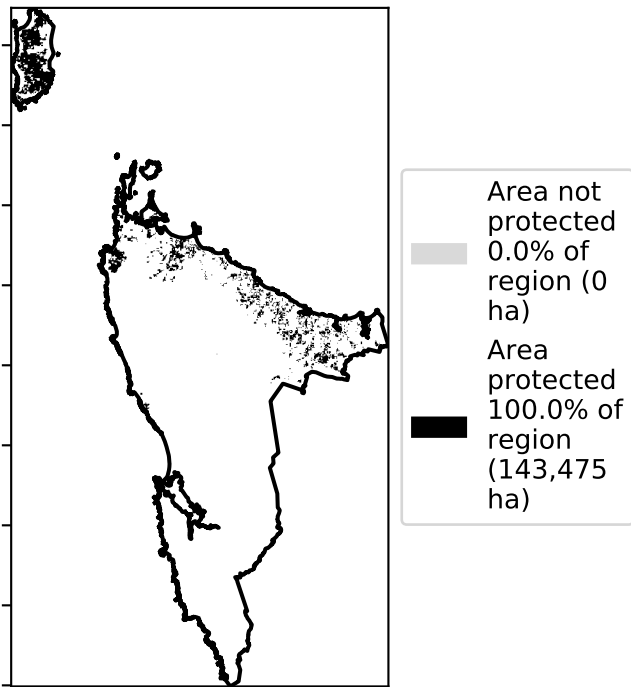 Area not
protected
0.0% of
region (0
ha)
Area
protected
100.0% of
region
(143,475
ha)